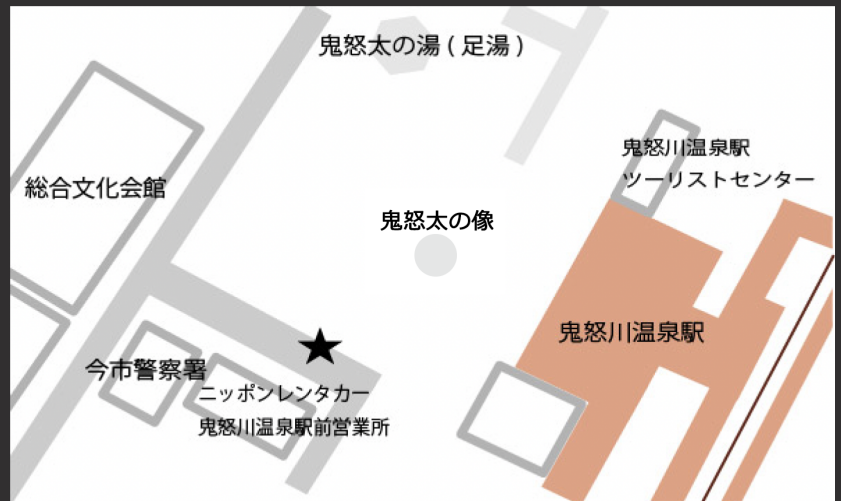 鬼怒太の湯 ( 足湯 )
鬼怒川温泉駅
ツーリストセンター
総合文化会館
鬼怒太の像
鬼怒川温泉駅
今市警察署
ニッポンレンタカー
鬼怒川温泉駅前営業所